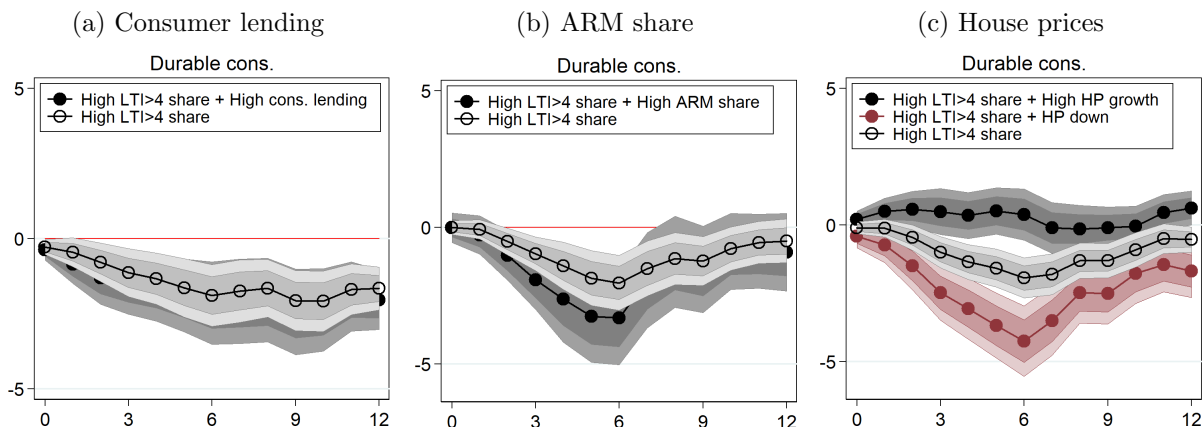 (a) Consumer lending
Durable cons.
5
High LTI>4 share + High cons. lending
High LTI>4 share
0
-5
0 3 6 9 12
(b) ARM share
Durable cons.
5
High LTI>4 share + High ARM share
High LTI>4 share
0
-5
0 3 6 9 12
(c) House prices
Durable cons.
5
High LTI>4 share + High HP growth
High LTI>4 share + HP down
High LTI>4 share
0
-5
0 3 6 9 12